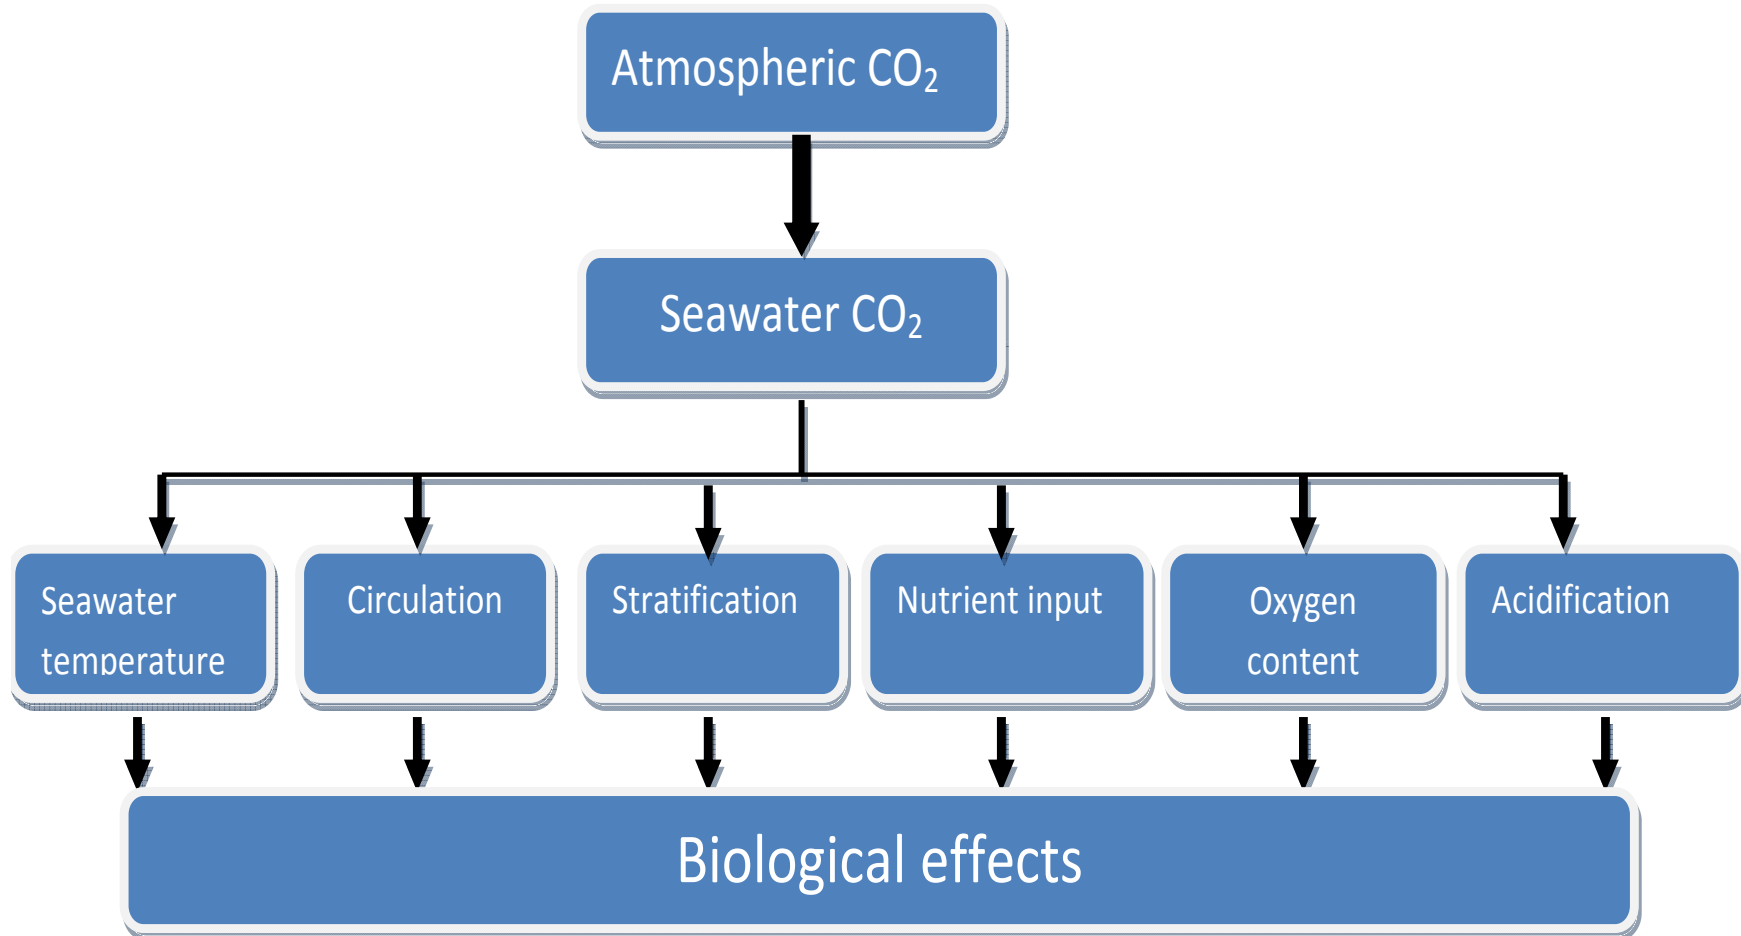 Atmospheric CO₂
Seawater CO₂
Seawater
temperature
Circulation
Stratification
Nutrient input
Oxygen
content
Acidification
Biological effects